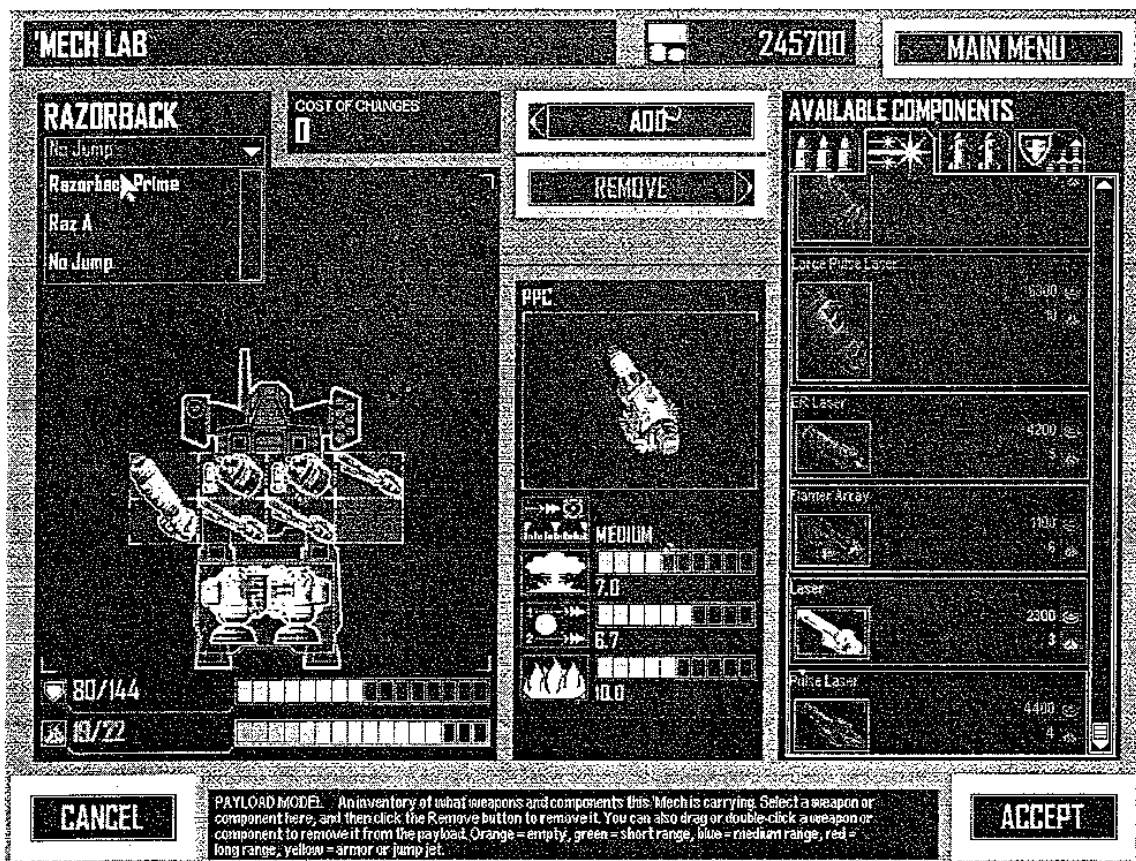 'MECH LAB
245700
MAIN MENU
RAZORBACK
No Jump
Razorback Prime
Raz A
No Jump
COST OF CHANGES
0
ADD
REMOVE
AVAILABLE COMPONENTS
PPC
MEDIUM
7.0
6.7
10.0
Large Pulse Laser
10
ER Laser
4200
5
Flamer Array
1100
6
Laser
2300
3
Pulse Laser
4400
4
80/144
19/22
CANCEL
PAYLOAD MODEL An inventory of what weapons and components this 'Mech is carrying. Select a weapon or
component here, and then click the Remove button to remove it. You can also drag or double-click a weapon or
component to remove it from the payload. Orange = empty, green = short range, blue = medium range, red =
long range, yellow = armor or jump jet.
ACCEPT